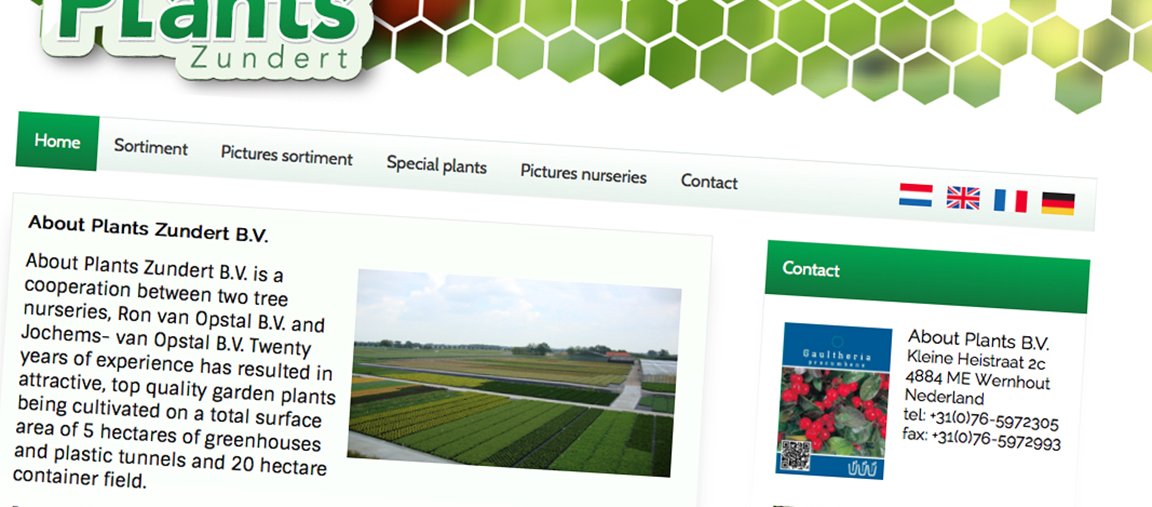 Plants
Zundert
Home
Sortiment
Pictures sortiment
Special plants
Pictures nurseries
Contact
About Plants Zundert B.V.
About Plants Zundert B.V. is a
cooperation between two tree
nurseries, Ron van Opstal B.V. and
Jochems- van Opstal B.V. Twenty
years of experience has resulted in
attractive, top quality garden plants
being cultivated on a total surface
area of 5 hectares of greenhouses
and plastic tunnels and 20 hectare
container field.
Contact
Gaultheria
procumbens
About Plants B.V.
Kleine Heistraat 2c
4884 ME Wernhout
Nederland
tel: +31(0)76-5972305
fax: +31(0)76-5972993